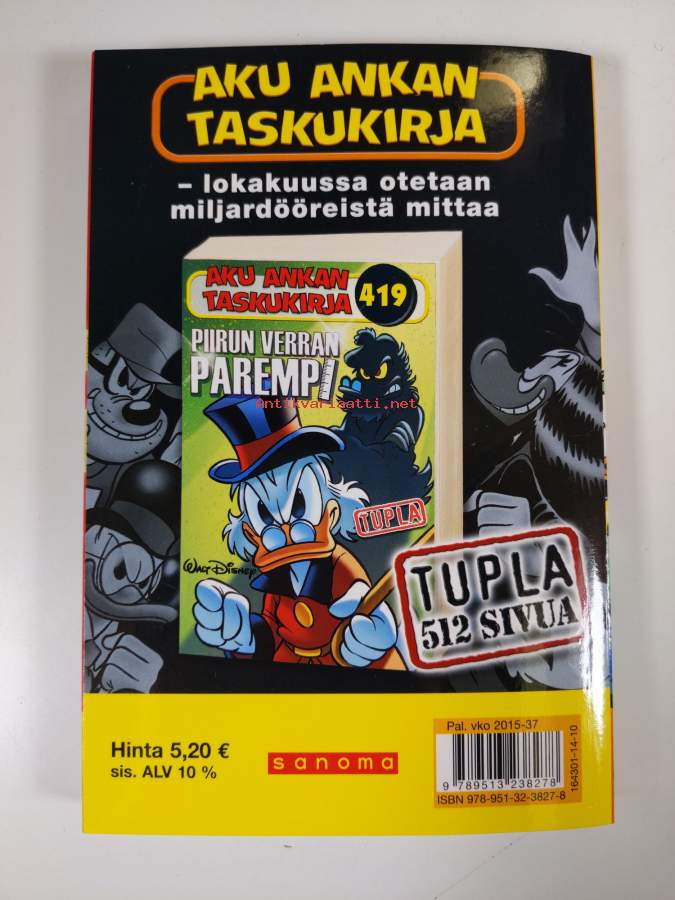 AKU ANKAN
TASKUKIRJA
– lokakuussa otetaan
miljardööreistä mittaa
AKU ANKAN
TASKUKIRJA
419
PIIRUN VERRAN
PAREMPI
Antikvariaatti.net
TUPLA
WALT DISNEY
TUPLA
512 SIVUA
Hinta 5,20 €
sis. ALV 10 %
sanoma
Pal. vko 2015-37
9 789513 238278
ISBN 978-951-32-3827-8
164301-14-10